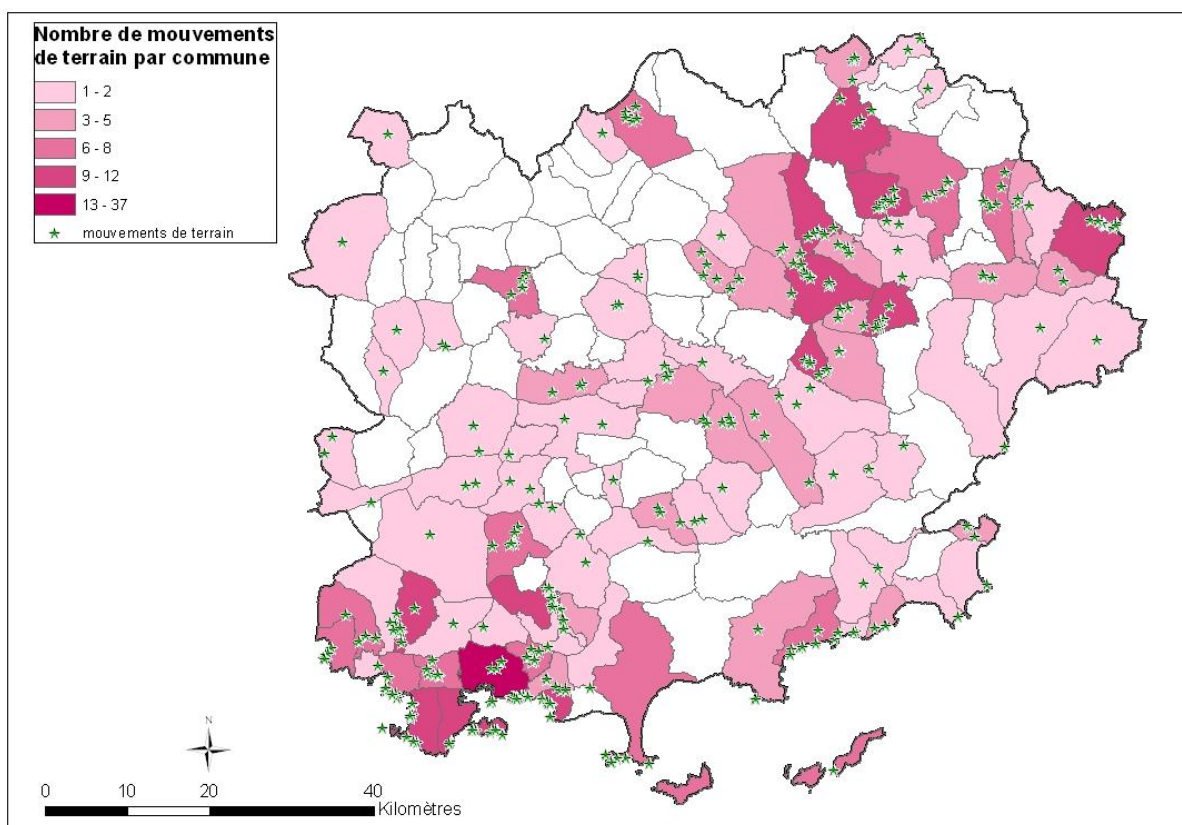 Nombre de mouvements
de terrain par commune
1 - 2
3 - 5
6 - 8
9 - 12
13 - 37
mouvements de terrain
N
0 10 20 40
Kilomètres